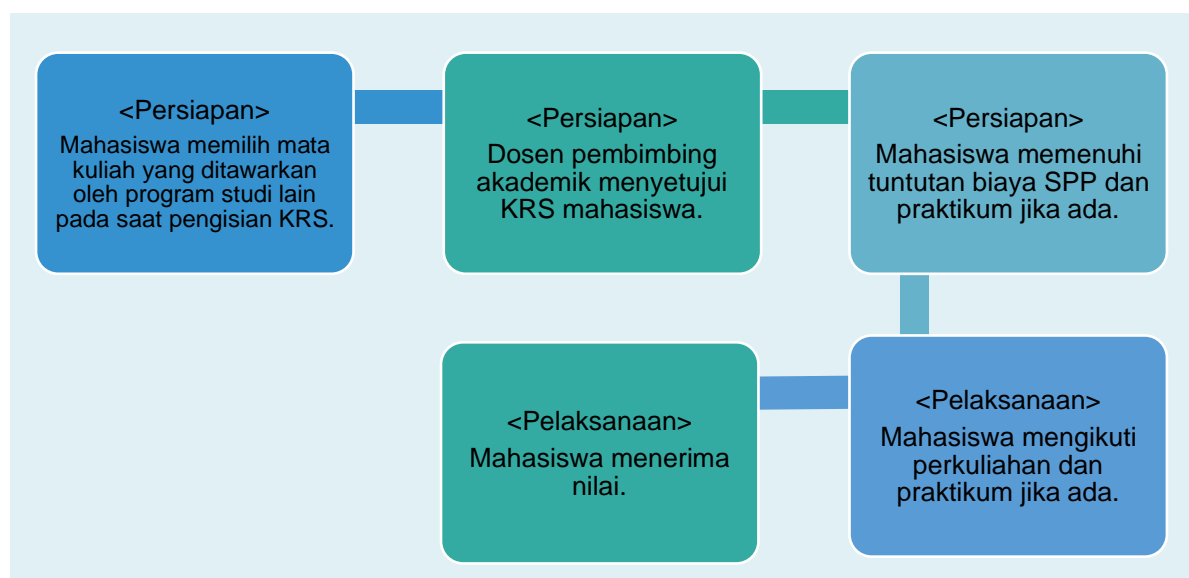 <Persiapan>
Mahasiswa memilih mata
kuliah yang ditawarkan
oleh program studi lain
pada saat pengisian KRS.
<Persiapan>
Dosen pembimbing
akademik menyetujui
KRS mahasiswa.
<Persiapan>
Mahasiswa memenuhi
tuntutan biaya SPP dan
praktikum jika ada.
<Pelaksanaan>
Mahasiswa mengikuti
perkuliahan dan
praktikum jika ada.
<Pelaksanaan>
Mahasiswa menerima
nilai.